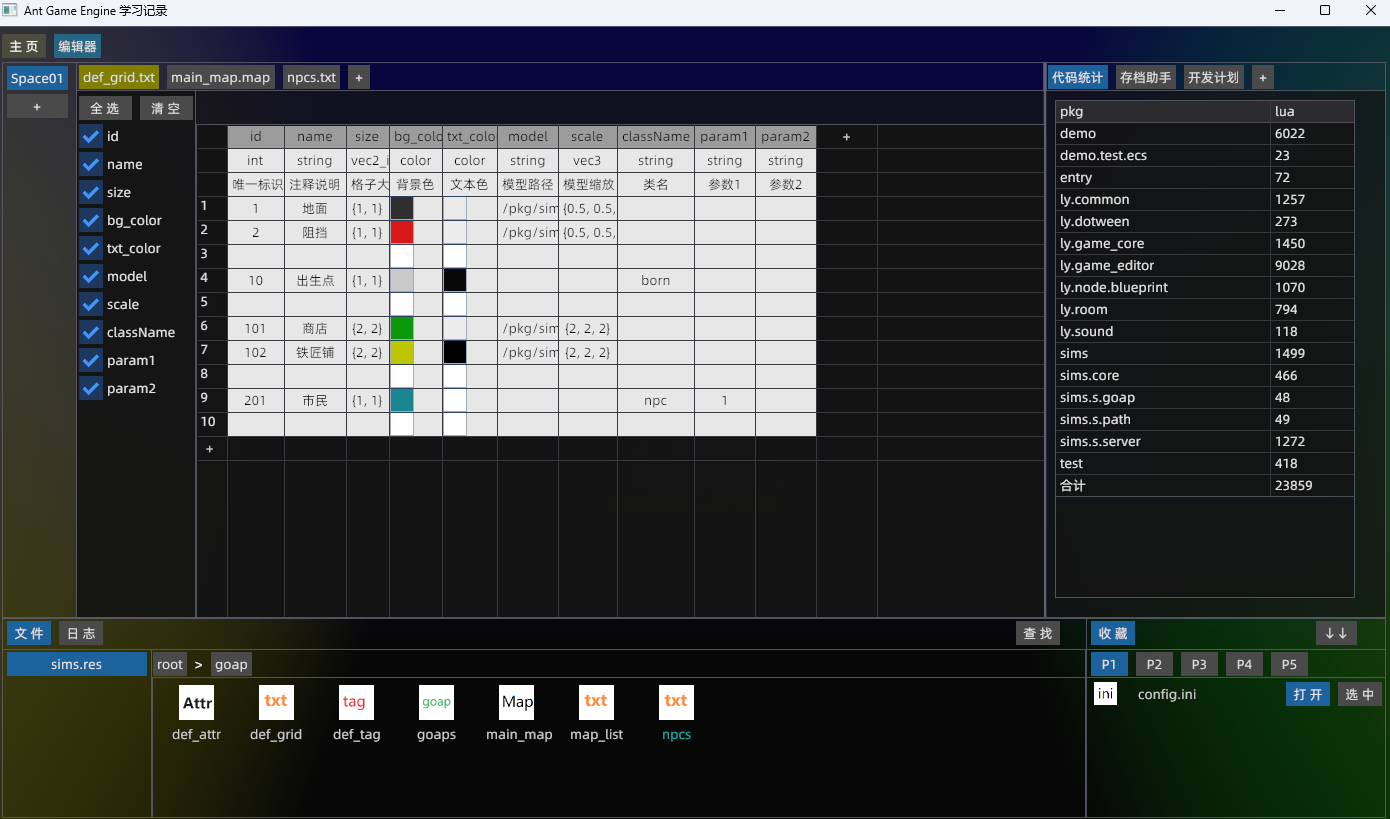 Ant Game Engine 学习记录
主 页 编辑器
Space01
+
def_grid.txt main_map.map npcs.txt +
全 选 清 空
id
name
size
bg_color
txt_color
model
scale
className
param1
param2
id name size bg_colo txt_colo model scale className param1 param2 +
int string vec2_i color color string vec3 string string string
唯一标识 注释说明 格子大 背景色 文本色 模型路径 模型缩放 类名 参数1 参数2
1 1 地面 {1, 1} /pkg/sim {0.5, 0.5,
2 2 阻挡 {1, 1} /pkg/sim {0.5, 0.5,
3
4 10 出生点 {1, 1} born
5
6 101 商店 {2, 2} /pkg/sim {2, 2, 2}
7 102 铁匠铺 {2, 2} /pkg/sim {2, 2, 2}
8
9 201 市民 {1, 1} npc 1
10
+
代码统计 存档助手 开发计划 +
pkg lua
demo 6022
demo.test.ecs 23
entry 72
ly.common 1257
ly.dotween 273
ly.game_core 1450
ly.game_editor 9028
ly.node.blueprint 1070
ly.room 794
ly.sound 118
sims 1499
sims.core 466
sims.s.goap 48
sims.s.path 49
sims.s.server 1272
test 418
合计 23859
文 件 日 志 查 找
sims.res
root > goap
Attr txt tag goap Map txt txt
def_attr def_grid def_tag goaps main_map map_list npcs
收 藏 ↓↓
P1 P2 P3 P4 P5
ini config.ini 打 开 选 中